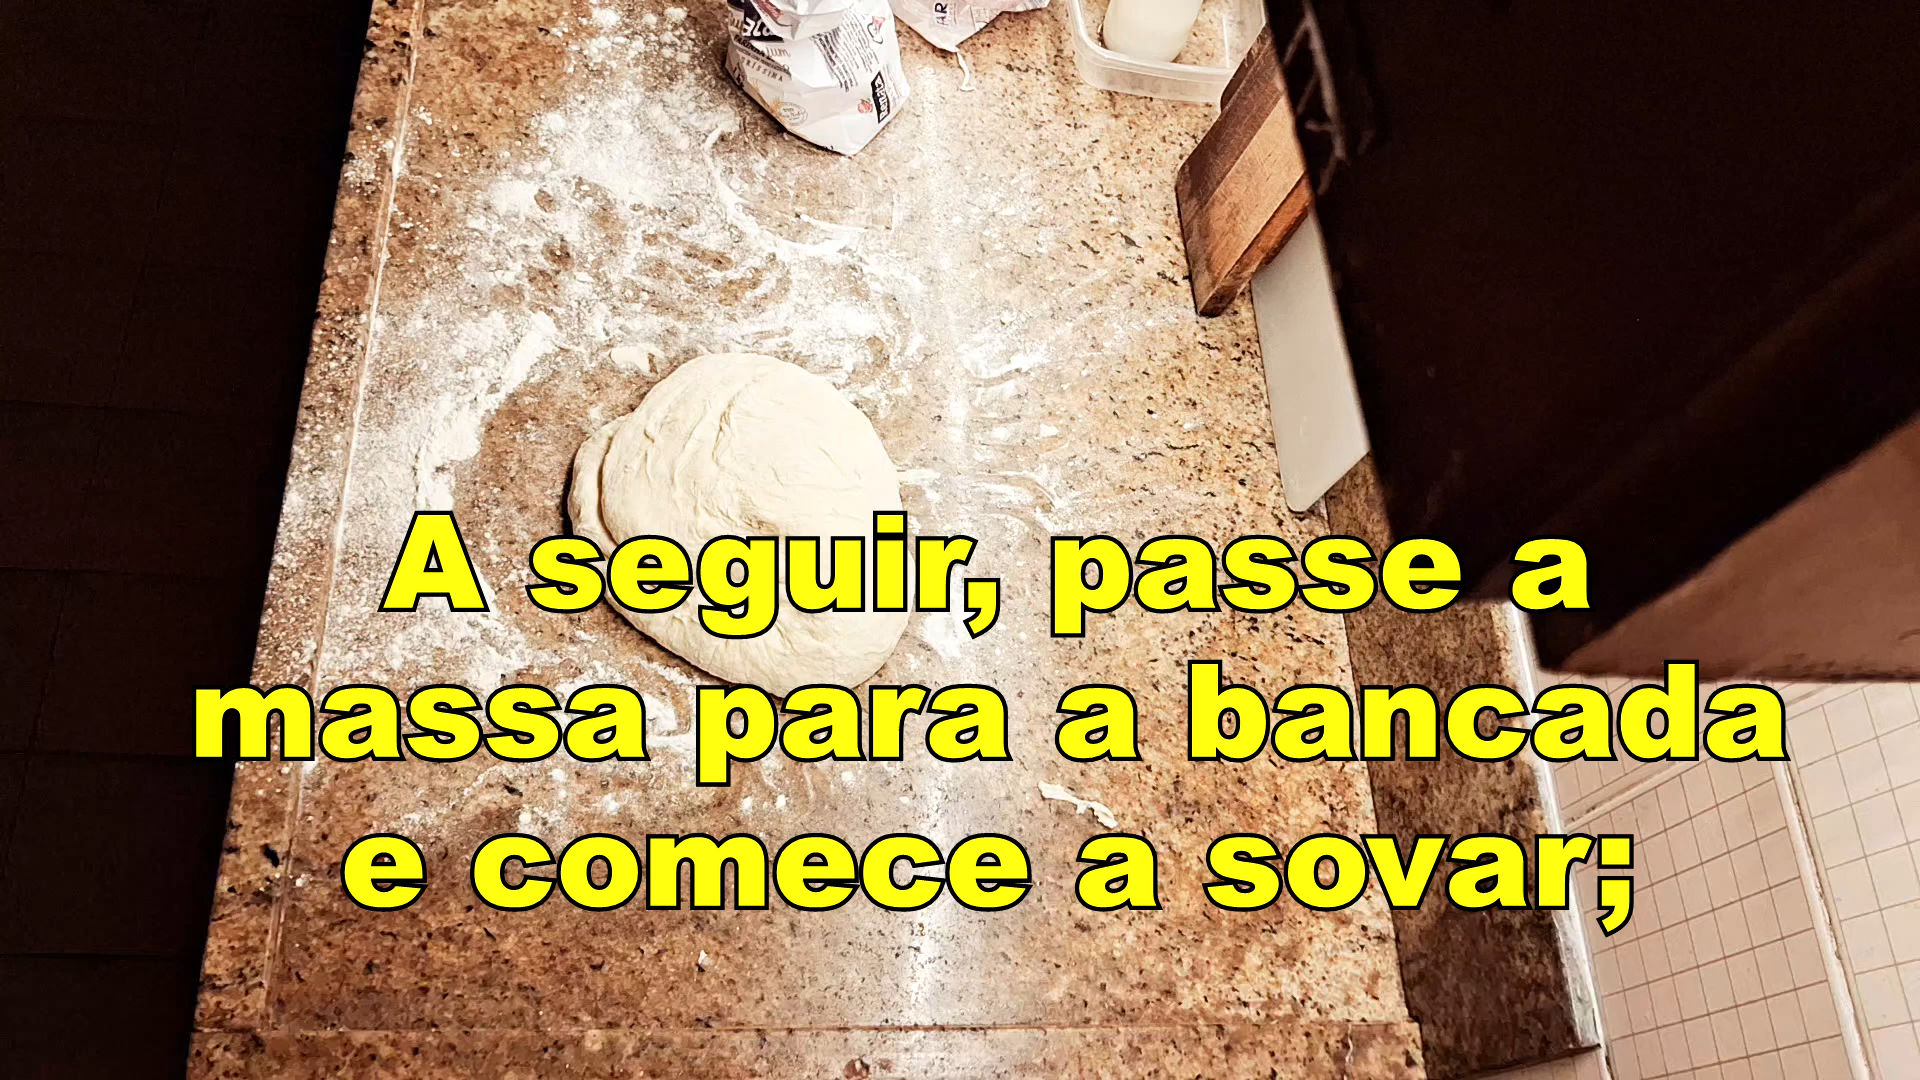 A seguir, passe a
massa para a bancada
e comece a sovar;